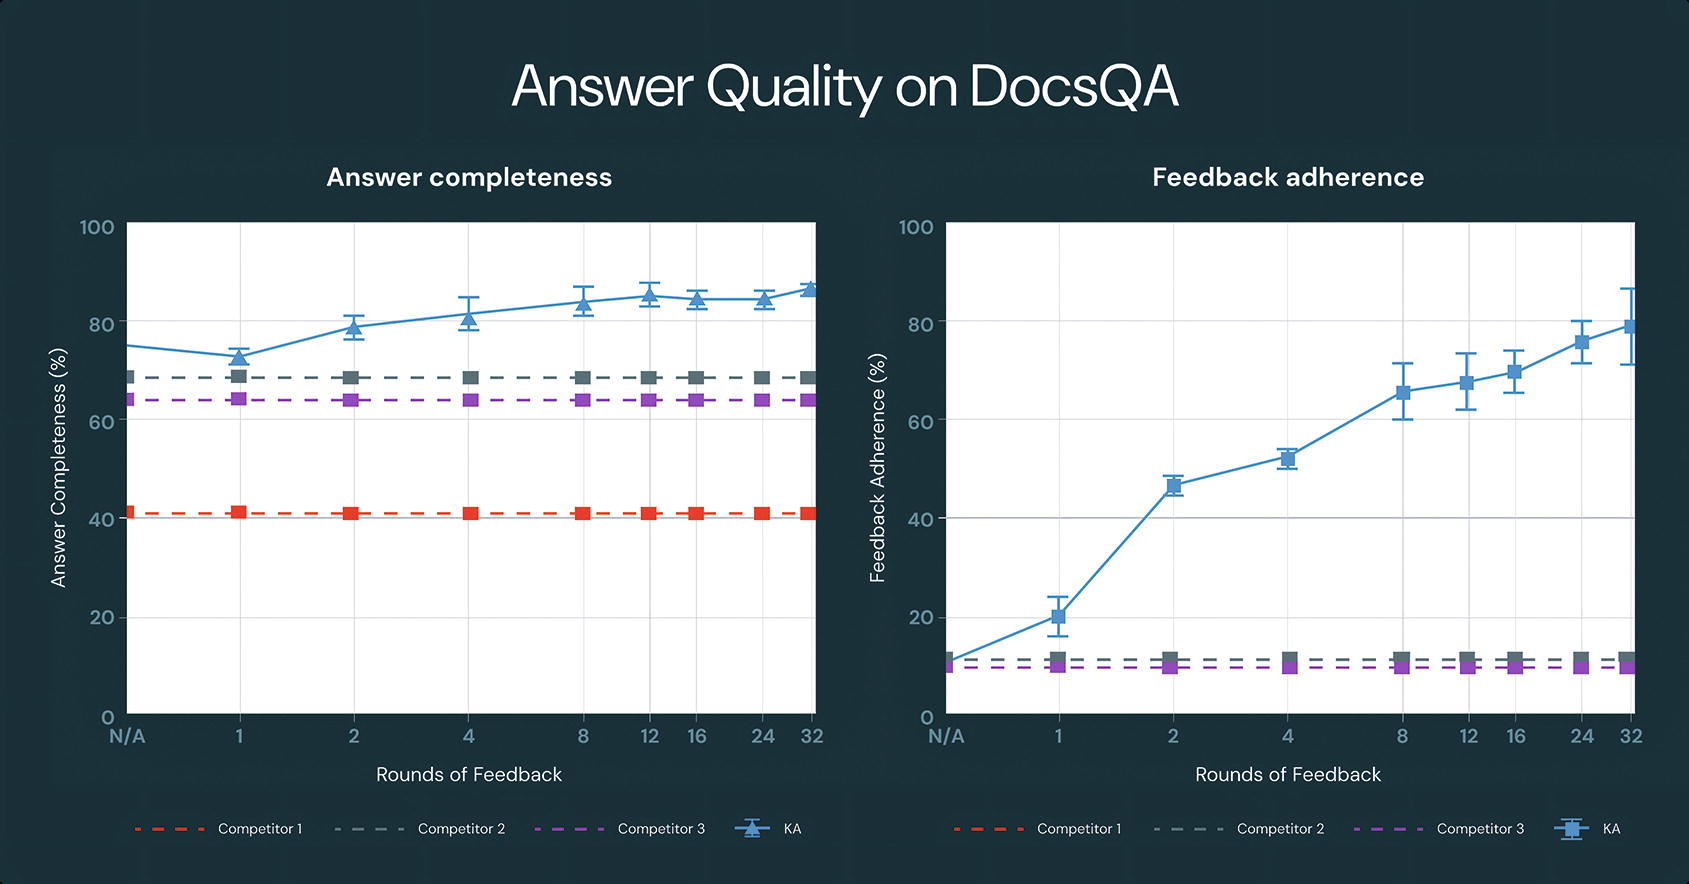 Answer Quality on DocsQA
Answer completeness
Answer Completeness (%)
100
80
60
40
20
0
N/A 1 2 4 8 12 16 24 32
Rounds of Feedback
Competitor 1 Competitor 2 Competitor 3 KA
Feedback adherence
Feedback Adherence (%)
100
80
60
40
20
0
N/A 1 2 4 8 12 16 24 32
Rounds of Feedback
Competitor 1 Competitor 2 Competitor 3 KA